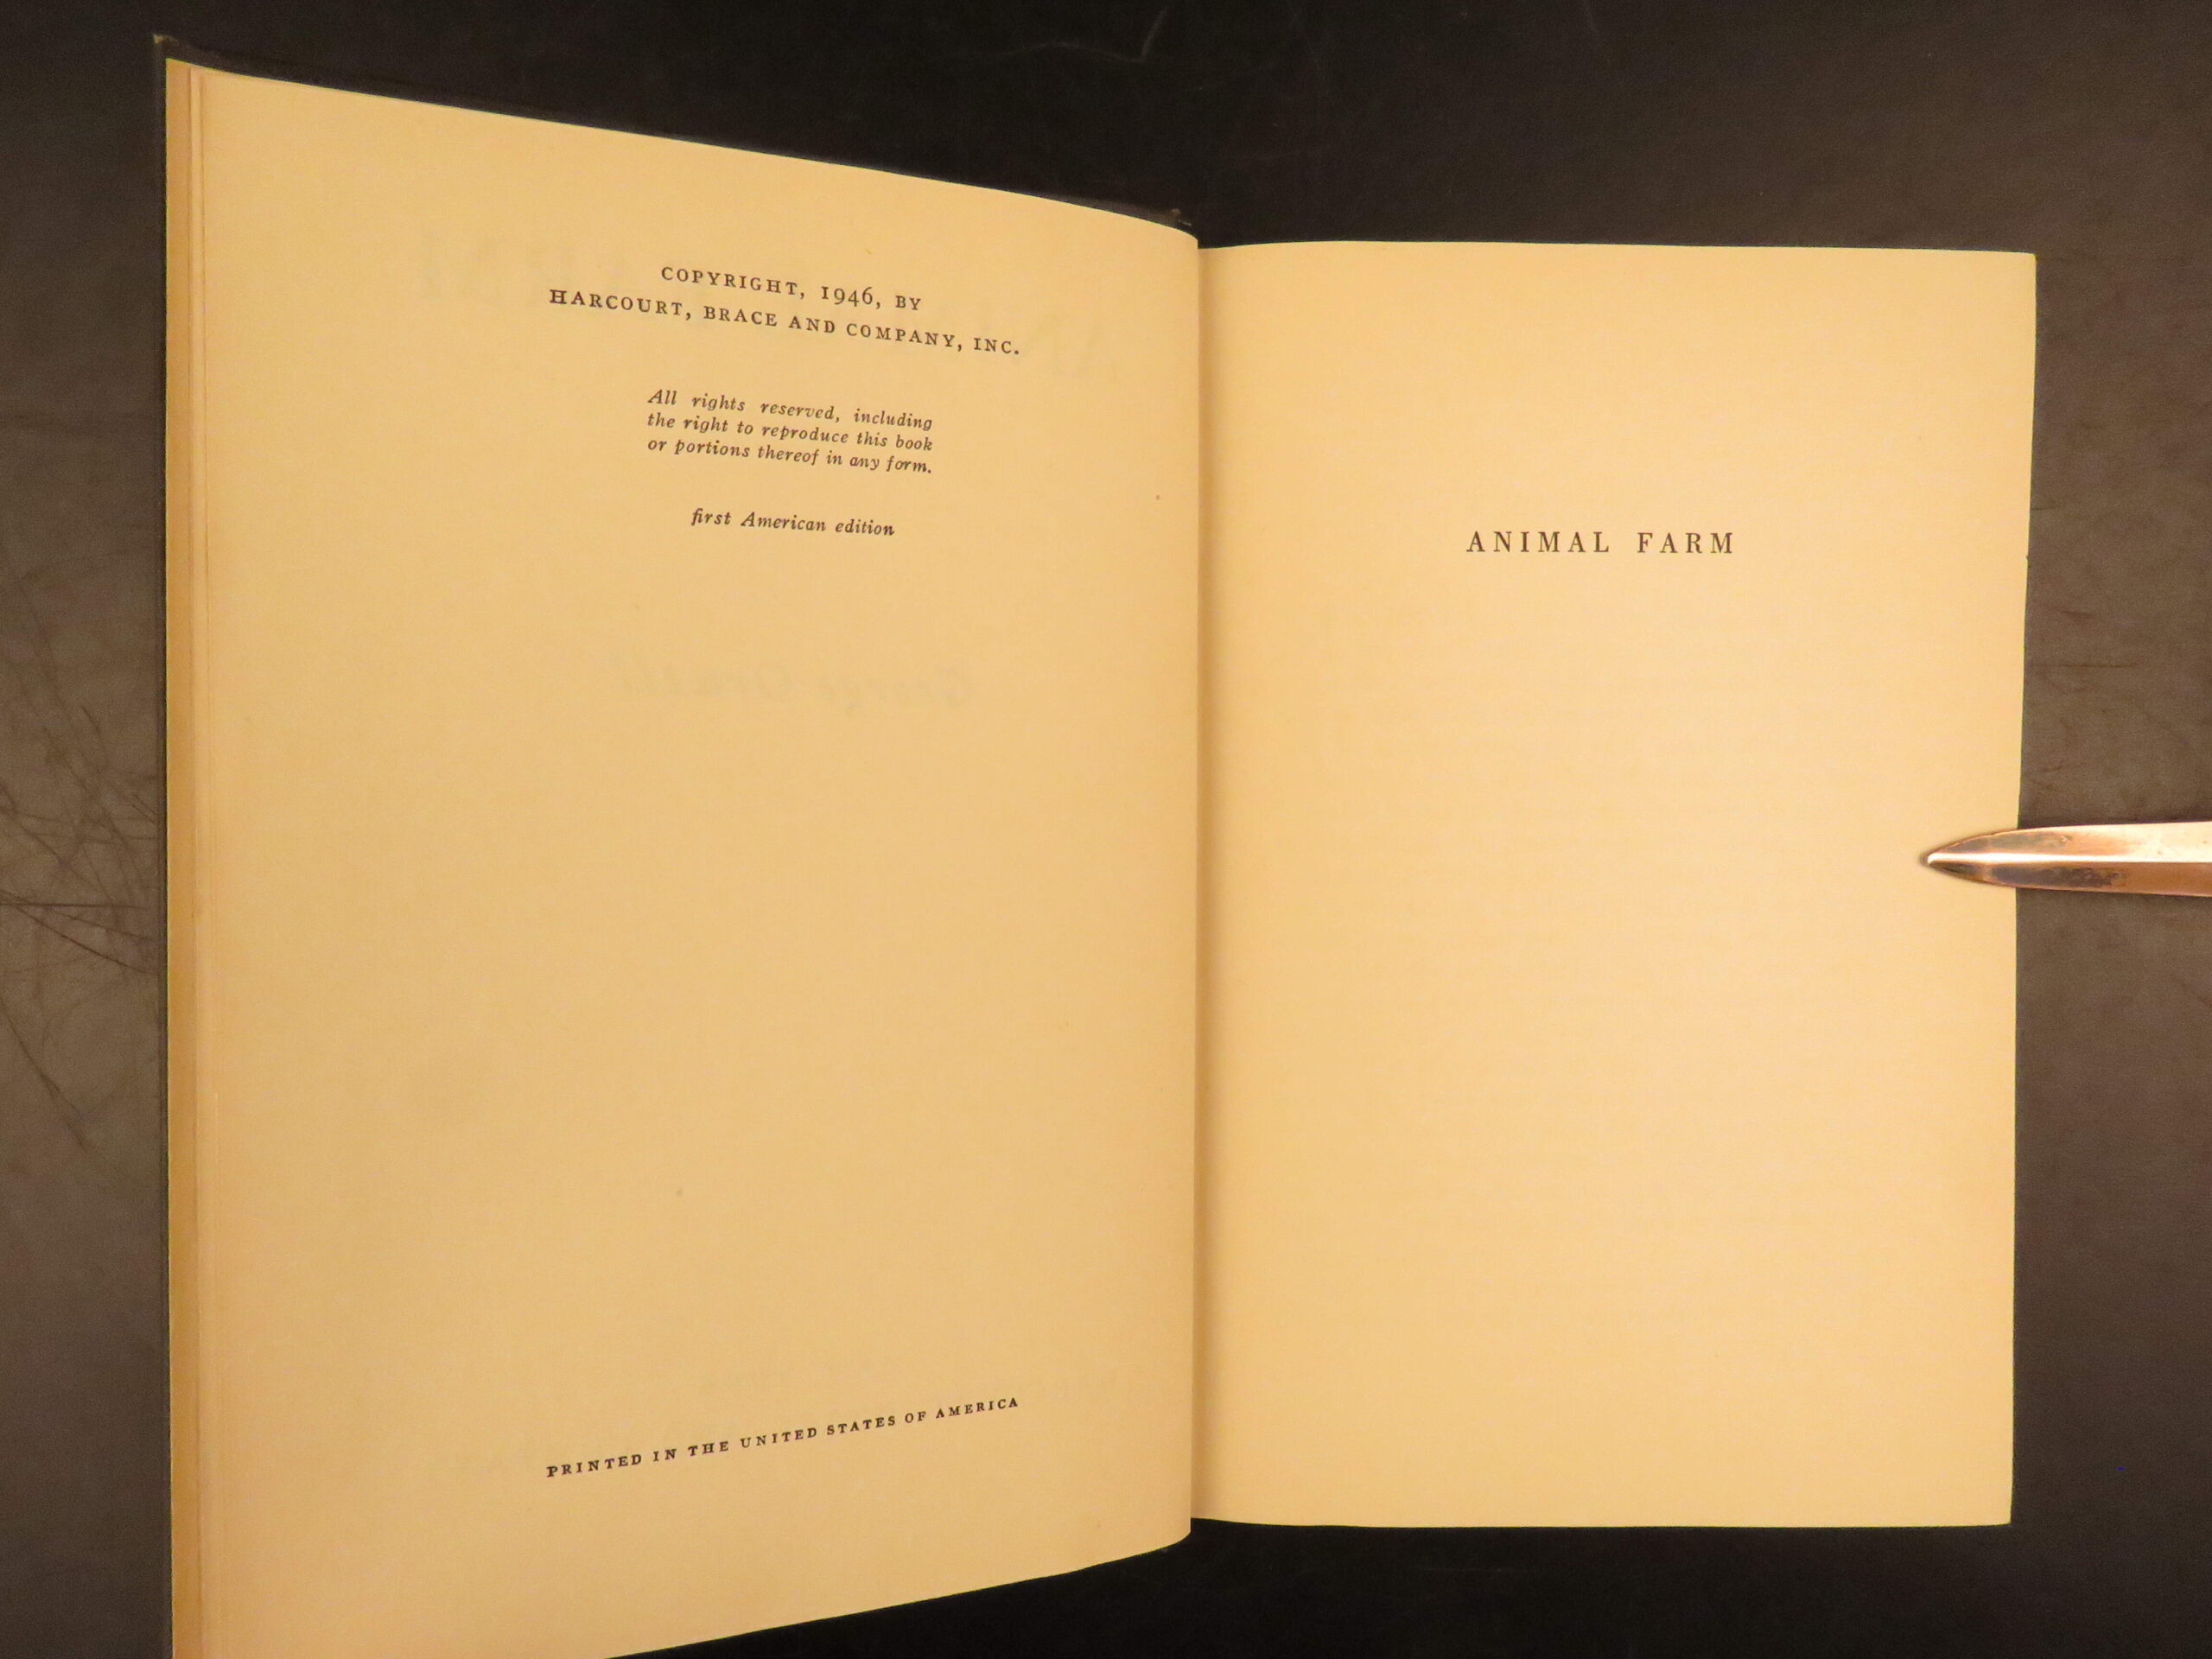 COPYRIGHT, 1946, BY
HARCOURT, BRACE AND COMPANY, INC.
All rights reserved, including
the right to reproduce this book
or portions thereof in any form.
first American edition
PRINTED IN THE UNITED STATES OF AMERICA
ANIMAL FARM